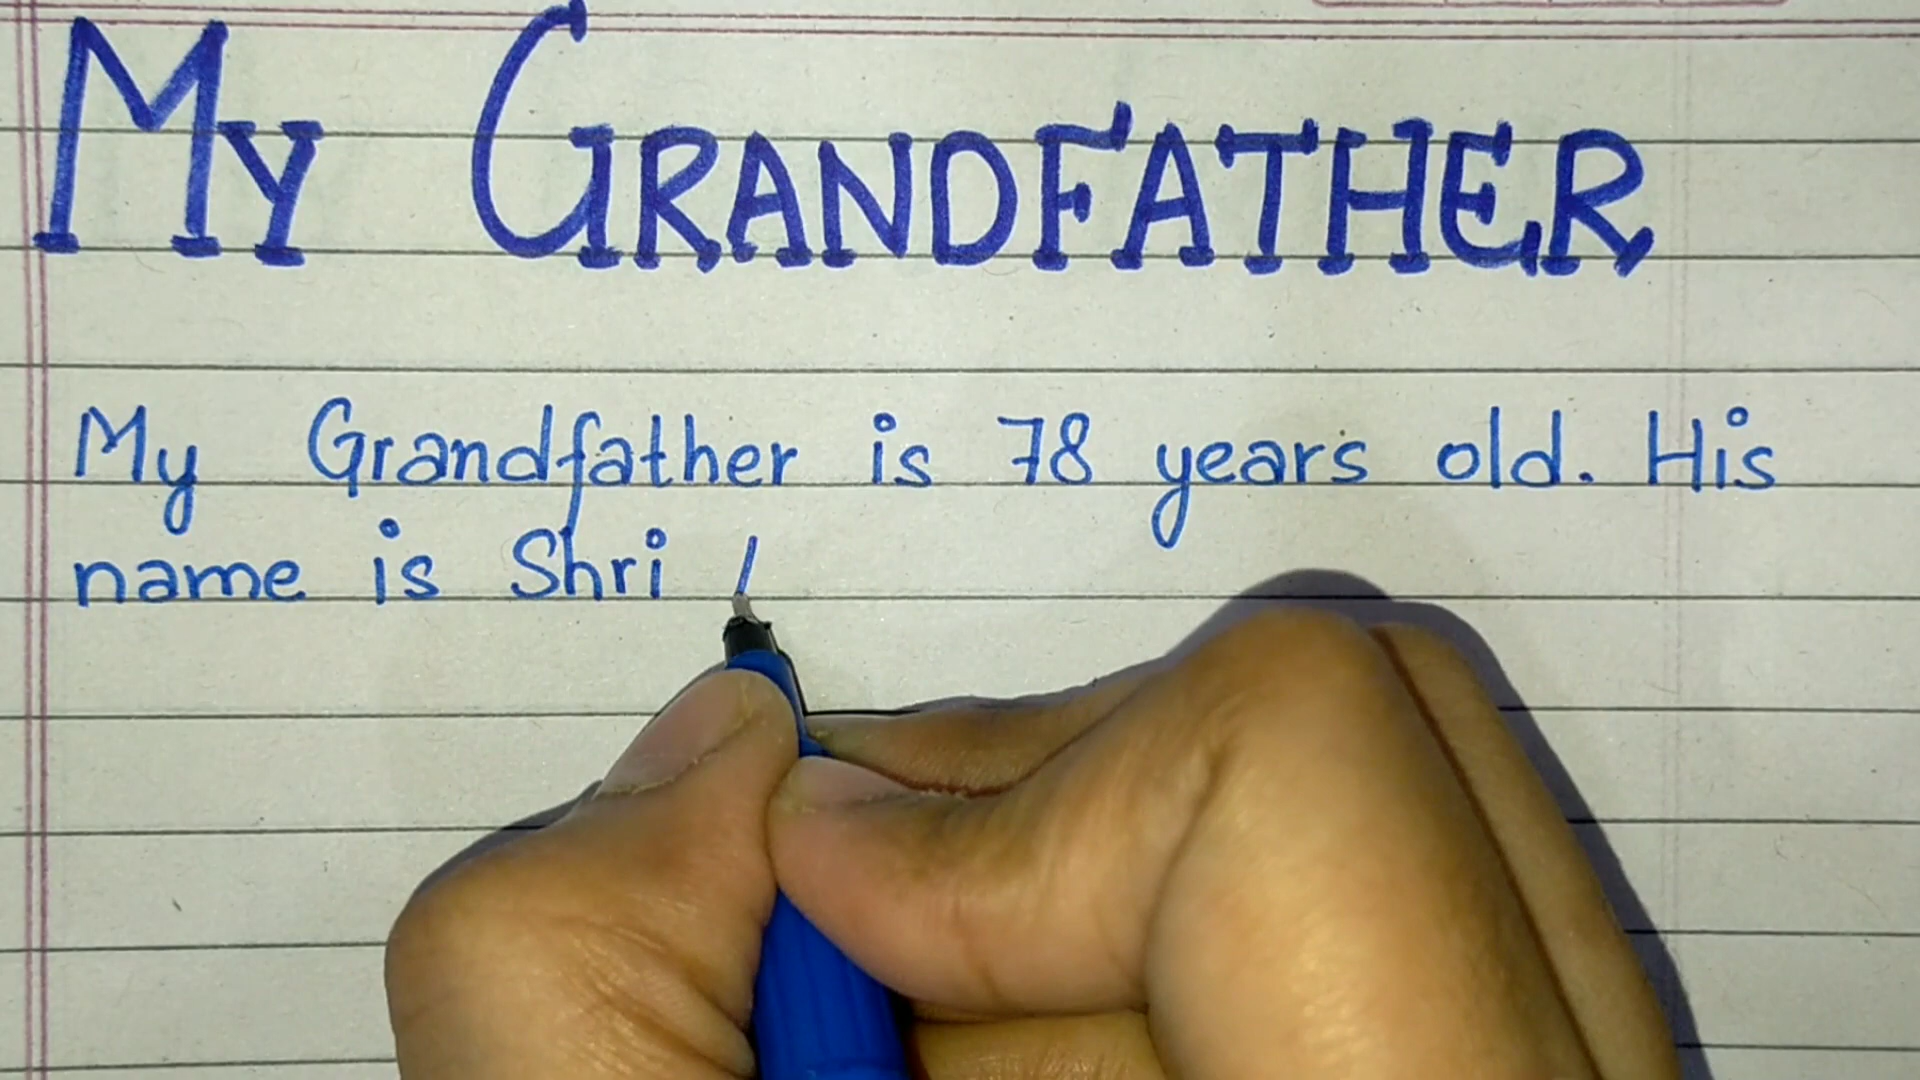 My GRANDFATHER
My Grandfather is 78 years old. His
name is Shri